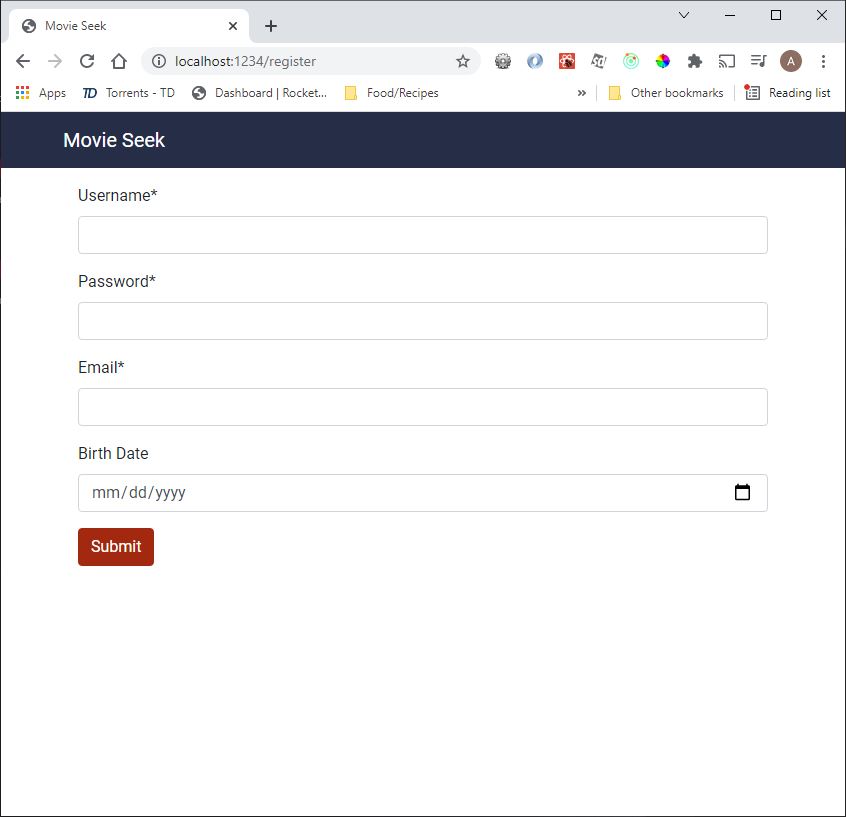 Movie Seek
localhost:1234/register
A
Apps TD Torrents - TD Dashboard | Rocket... Food/Recipes » Other bookmarks Reading list
Movie Seek
Username*
Password*
Email*
Birth Date
mm/dd/yyyy
Submit